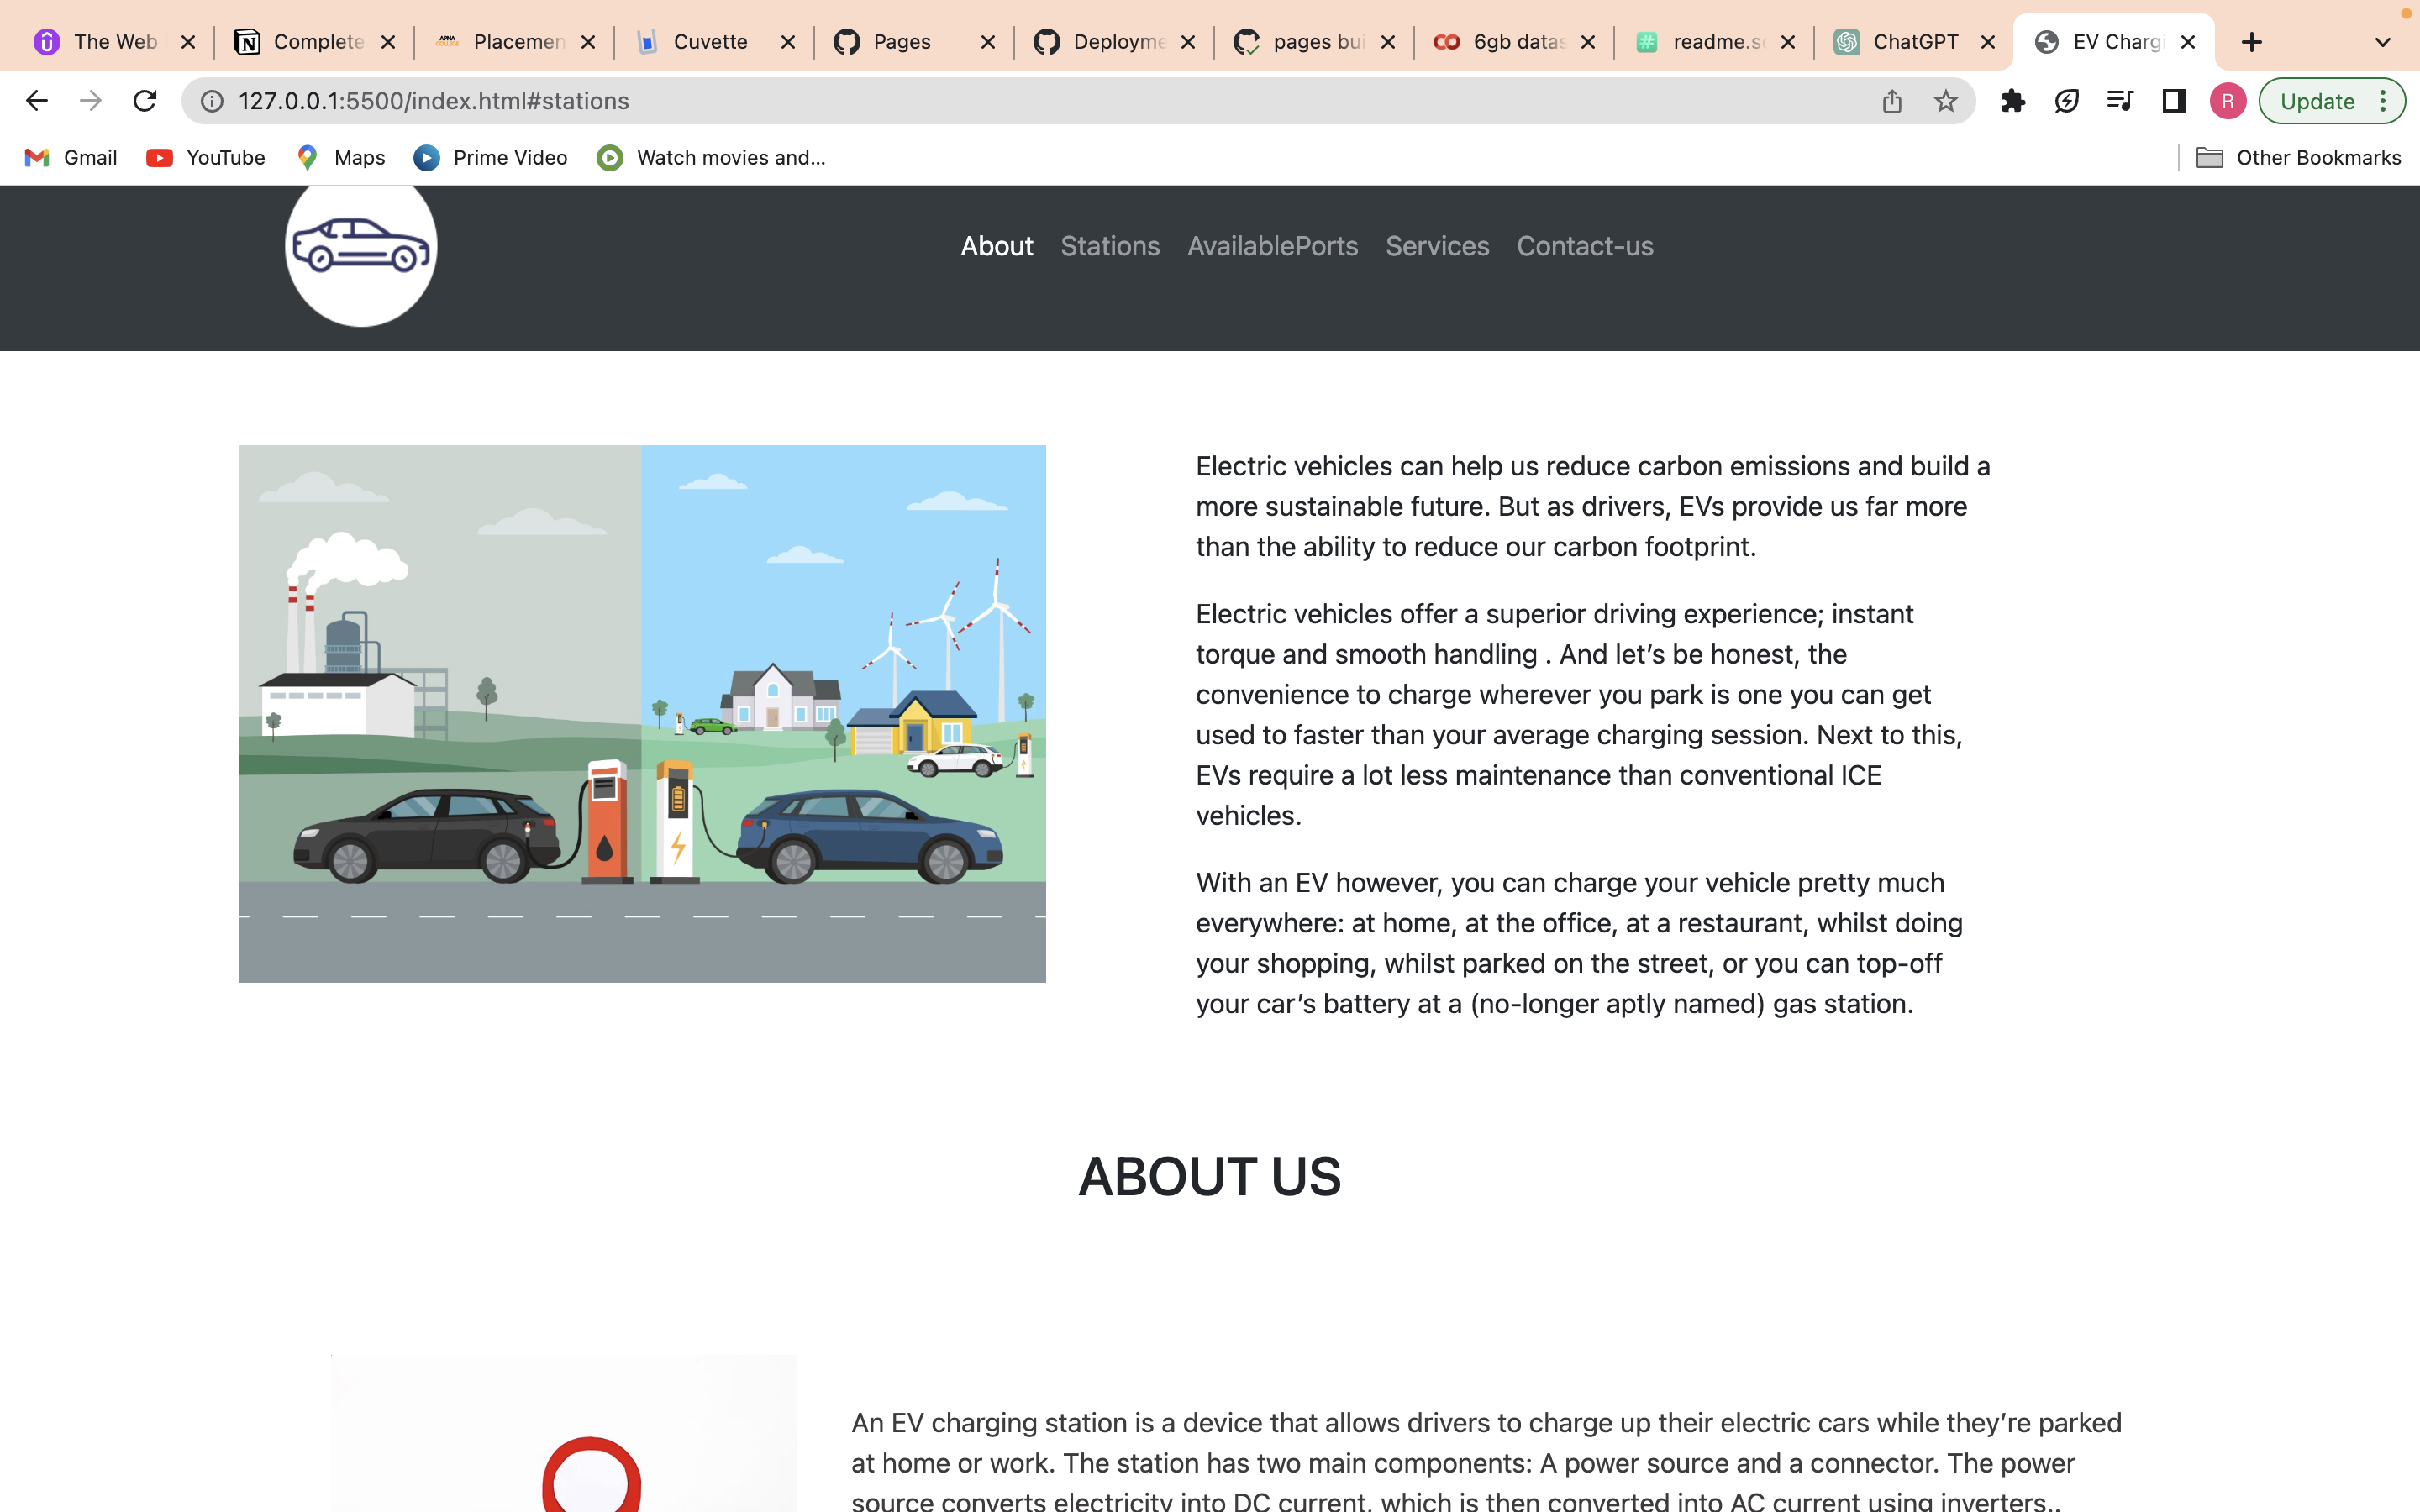 The Web
Complete
APNA COLLEGE
Placemen
Cuvette
Pages
Deployme
pages bui
6gb datas
readme.so
ChatGPT
EV Chargi
127.0.0.1:5500/index.html#stations
R
Update
Gmail
YouTube
Maps
Prime Video
Watch movies and...
Other Bookmarks
About
Stations
AvailablePorts
Services
Contact-us
Electric vehicles can help us reduce carbon emissions and build a
more sustainable future. But as drivers, EVs provide us far more
than the ability to reduce our carbon footprint.
Electric vehicles offer a superior driving experience; instant
torque and smooth handling . And let’s be honest, the
convenience to charge wherever you park is one you can get
used to faster than your average charging session. Next to this,
EVs require a lot less maintenance than conventional ICE
vehicles.
With an EV however, you can charge your vehicle pretty much
everywhere: at home, at the office, at a restaurant, whilst doing
your shopping, whilst parked on the street, or you can top-off
your car’s battery at a (no-longer aptly named) gas station.
ABOUT US
An EV charging station is a device that allows drivers to charge up their electric cars while they’re parked
at home or work. The station has two main components: A power source and a connector. The power
source converts electricity into DC current, which is then converted into AC current using inverters..